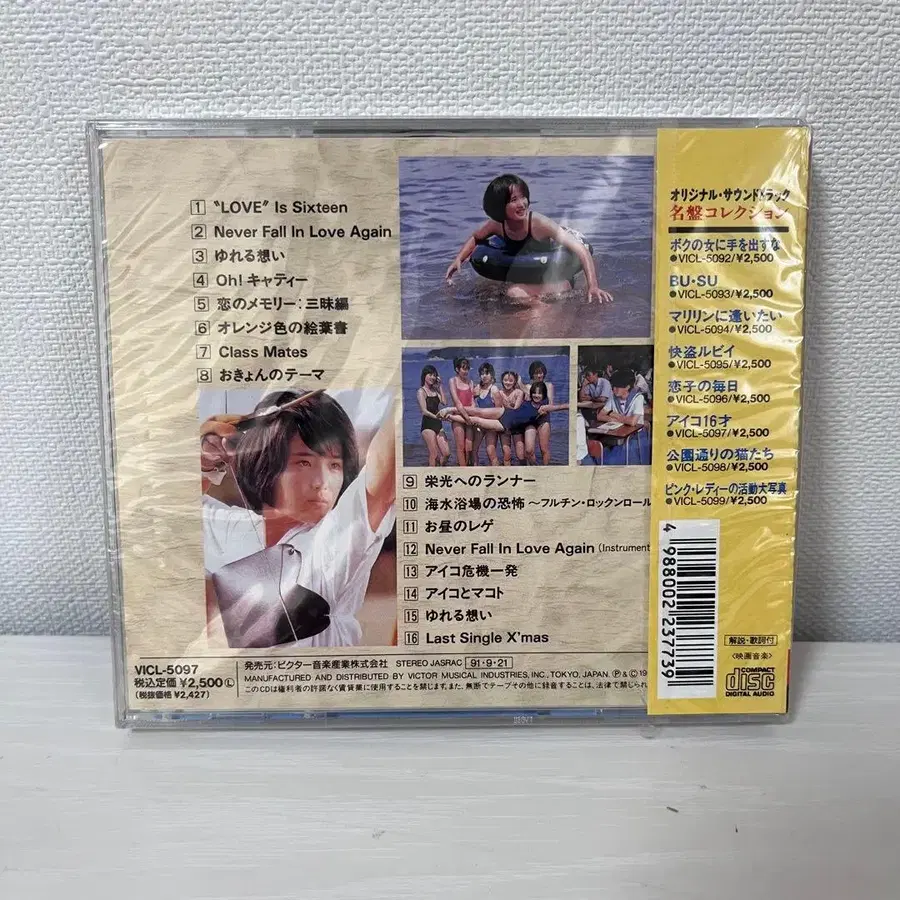 1 “LOVE” Is Sixteen
2 Never Fall In Love Again
3 ゆれる想い
4 Oh! キャティー
5 恋のメモリー:三昧編
6 オレンジ色の絵葉書
7 Class Mates
8 おきょんのテーマ
9 栄光へのランナー
10 海水浴場の恐怖〜フルチン・ロックンロール
11 お昼のレゲ
12 Never Fall In Love Again (Instrument
13 アイコ危機一発
14 アイコとマコト
15 ゆれる想い
16 Last Single X'mas
VICL-5097
税込定価 ¥2,500 Ⓛ
(税抜価格 ¥2,427)
発売元:ビクター音楽産業株式会社 STEREO JASRAC 91・9・21
MANUFACTURED AND DISTRIBUTED BY VICTOR MUSICAL INDUSTRIES, INC., TOKYO, JAPAN. Ⓟ & © 19
このCDは権利者の許諾なく賃貸業に使用することを禁じます。また、無断でテープその他に録音することは、法律で禁じられ
オリジナル・サウンドトラック
名盤コレクション
ボクの女に手を出すな
●VICL-5092/¥2,500
BU・SU
●VICL-5093/¥2,500
マリリンに逢いたい
●VICL-5094/¥2,500
快盗ルビイ
●VICL-5095/¥2,500
恋子の毎日
●VICL-5096/¥2,500
アイコ16才
●VICL-5097/¥2,500
公園通りの猫たち
●VICL-5098/¥2,500
ピンク・レディーの活動大写真
●VICL-5099/¥2,500
4 988002 237739
解説・歌詞付
〈映画音楽〉
COMPACT
disc
DIGITAL AUDIO